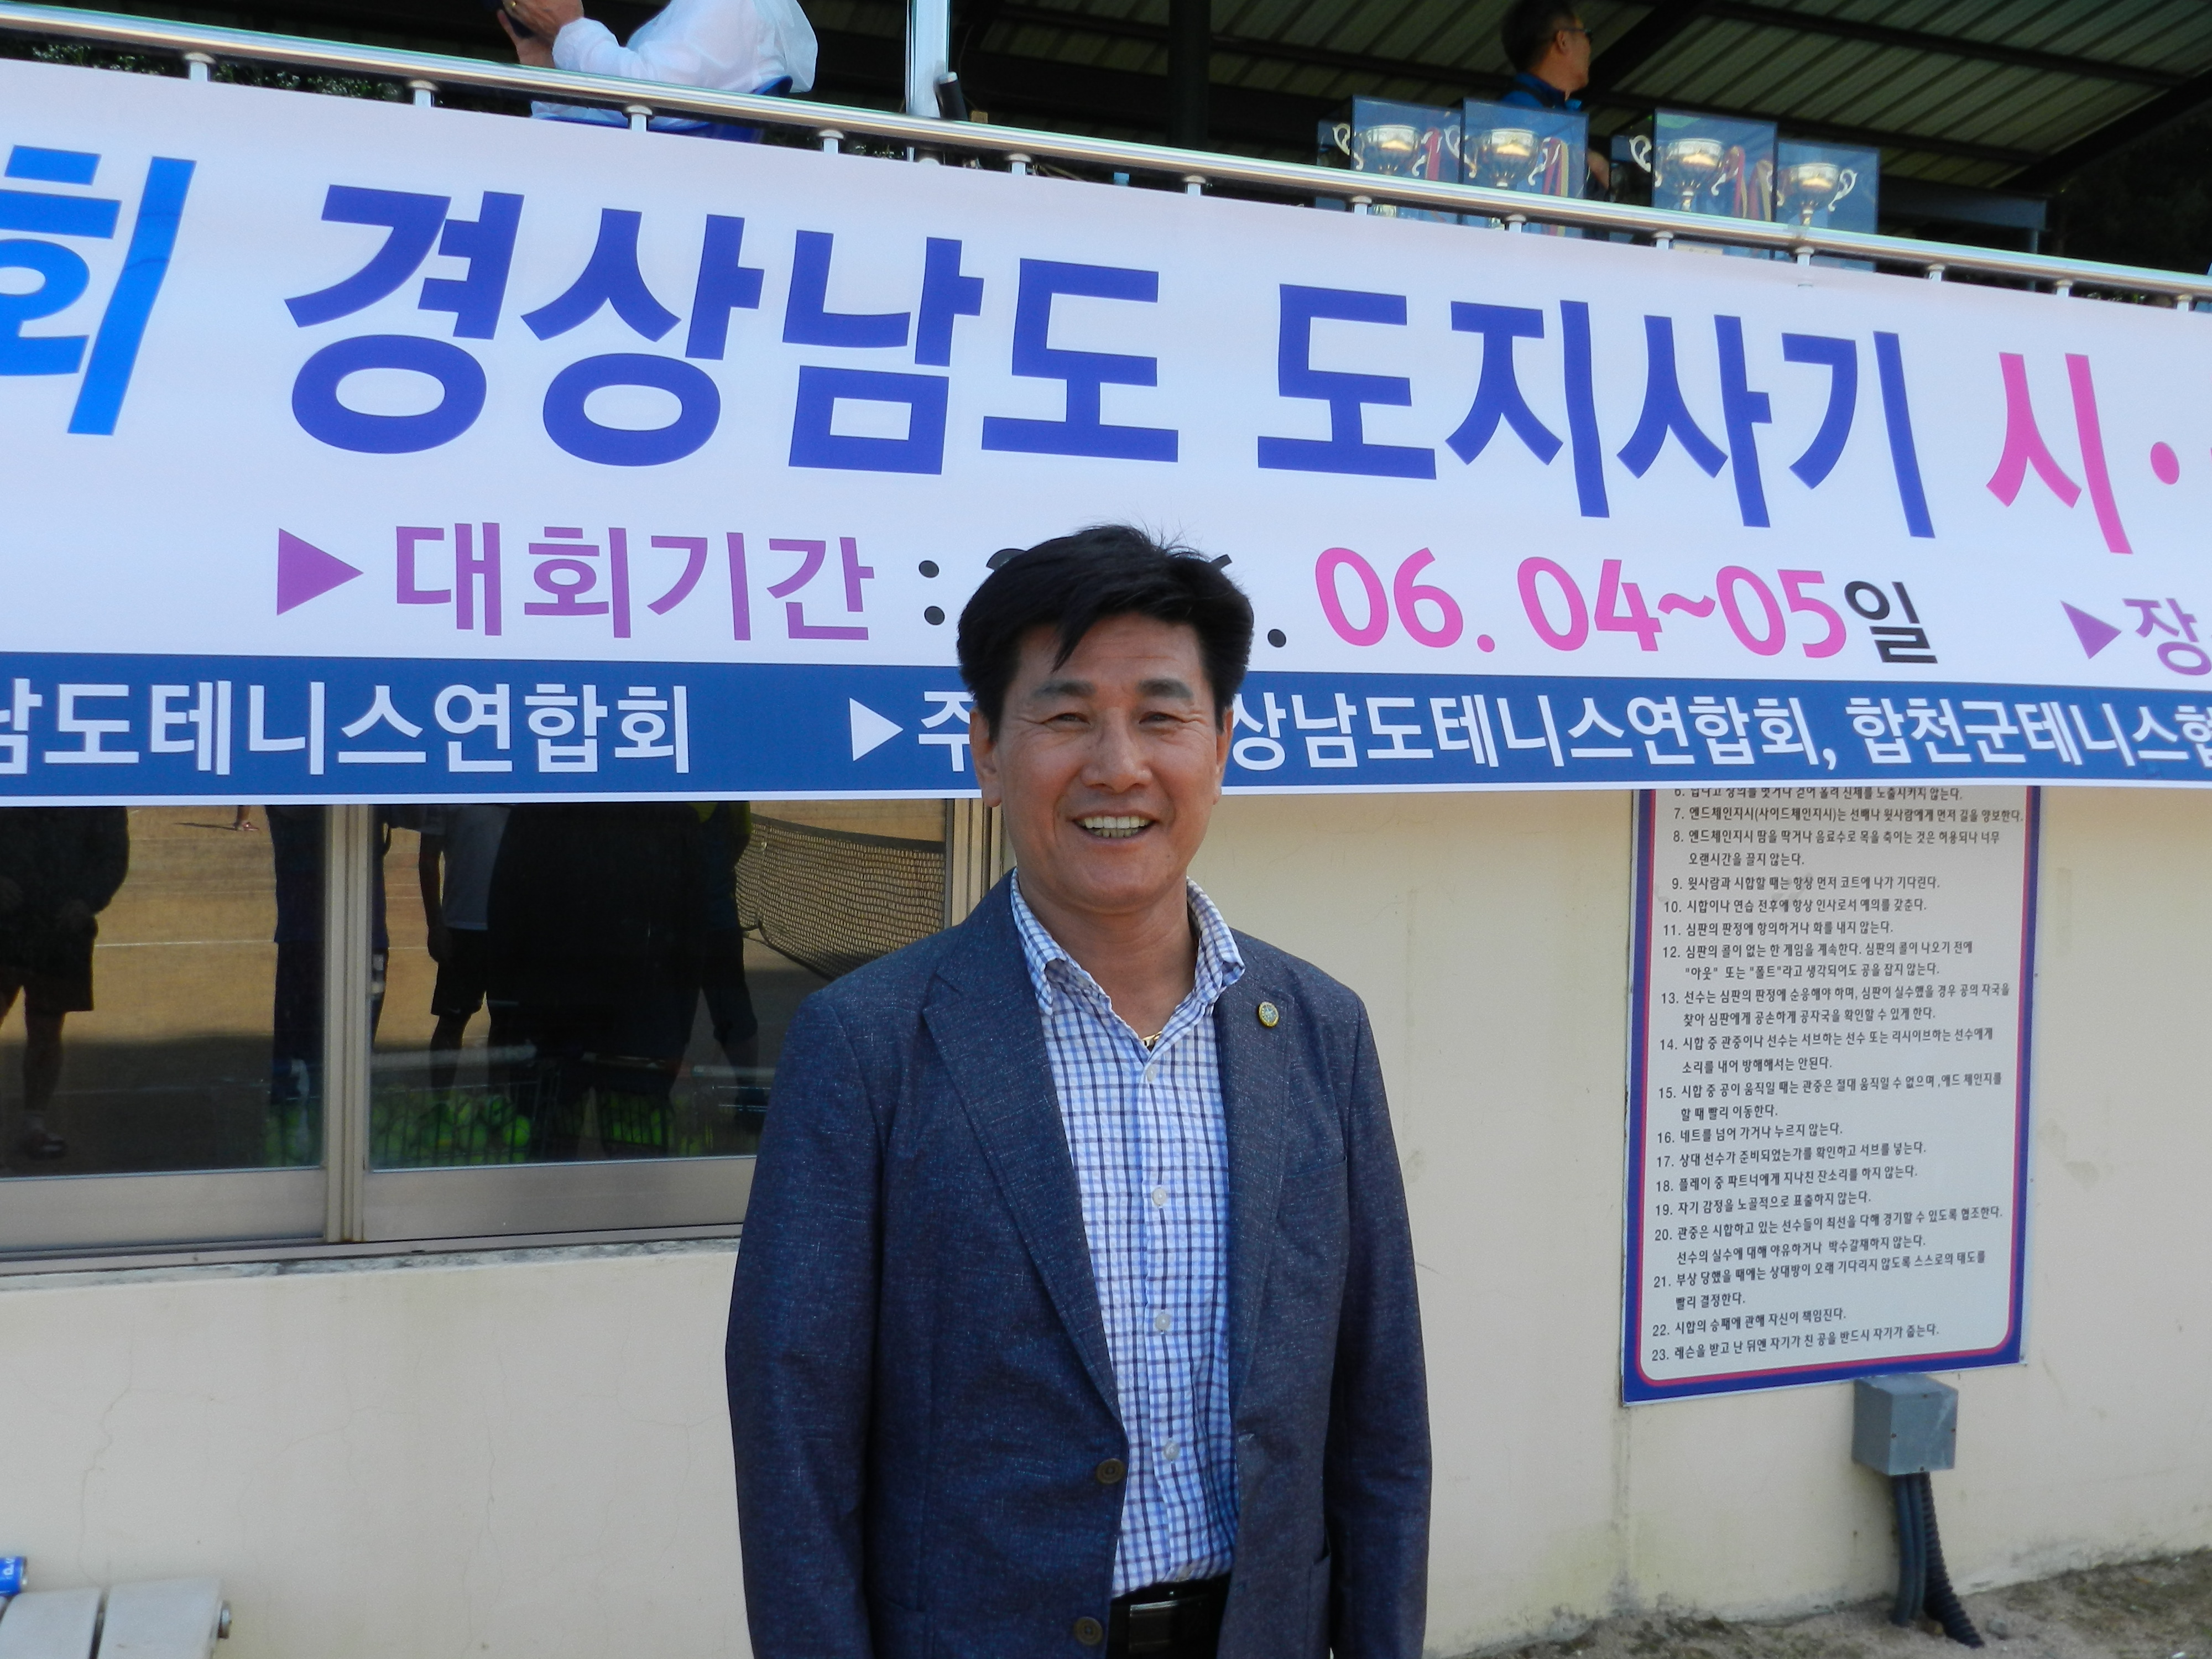 회 경상남도 도지사기 시·
▶대회기간 : . 06. 04~05일 ▶장
남도테니스연합회 ▶주 상남도테니스연합회, 합천군테니스협
6. 덥다고 상의를 벗거나 걷어 올려 신체를 노출시키지 않는다.
7. 엔드체인지시(사이드체인지시)는 선배나 윗사람에게 먼저 길을 양보한다.
8. 엔드체인지시 땀을 닦거나 음료수로 목을 축이는 것은 허용되나 너무
오랜시간을 끌지 않는다.
9. 윗사람과 시합할 때는 항상 먼저 코트에 나가 기다린다.
10. 시합이나 연습 전후에 항상 인사로서 예의를 갖춘다.
11. 심판의 판정에 항의하거나 화를 내지 않는다.
12. 심판의 콜이 없는 한 게임을 계속한다. 심판의 콜이 나오기 전에
"아웃" 또는 "폴트"라고 생각되어도 공을 잡지 않는다.
13. 선수는 심판의 판정에 순응해야 하며, 심판이 실수했을 경우 공의 자국을
찾아 심판에게 공손하게 공자국을 확인할 수 있게 한다.
14. 시합 중 관중이나 선수는 서브하는 선수 또는 리시이브하는 선수에게
소리를 내어 방해해서는 안된다.
15. 시합 중 공이 움직일 때는 관중은 절대 움직일 수 없으며 ,애드 체인지를
할 때 빨리 이동한다.
16. 네트를 넘어 가거나 누르지 않는다.
17. 상대 선수가 준비되었는가를 확인하고 서브를 넣는다.
18. 플레이 중 파트너에게 지나친 잔소리를 하지 않는다.
19. 자기 감정을 노골적으로 표출하지 않는다.
20. 관중은 시합하고 있는 선수들이 최선을 다해 경기할 수 있도록 협조한다.
선수의 실수에 대해 야유하거나 박수갈채하지 않는다.
21. 부상 당했을 때에는 상대방이 오래 기다리지 않도록 스스로의 태도를
빨리 결정한다.
22. 시합의 승패에 관해 자신이 책임진다.
23. 레슨을 받고 난 뒤엔 자기가 친 공을 반드시 자기가 줍는다.